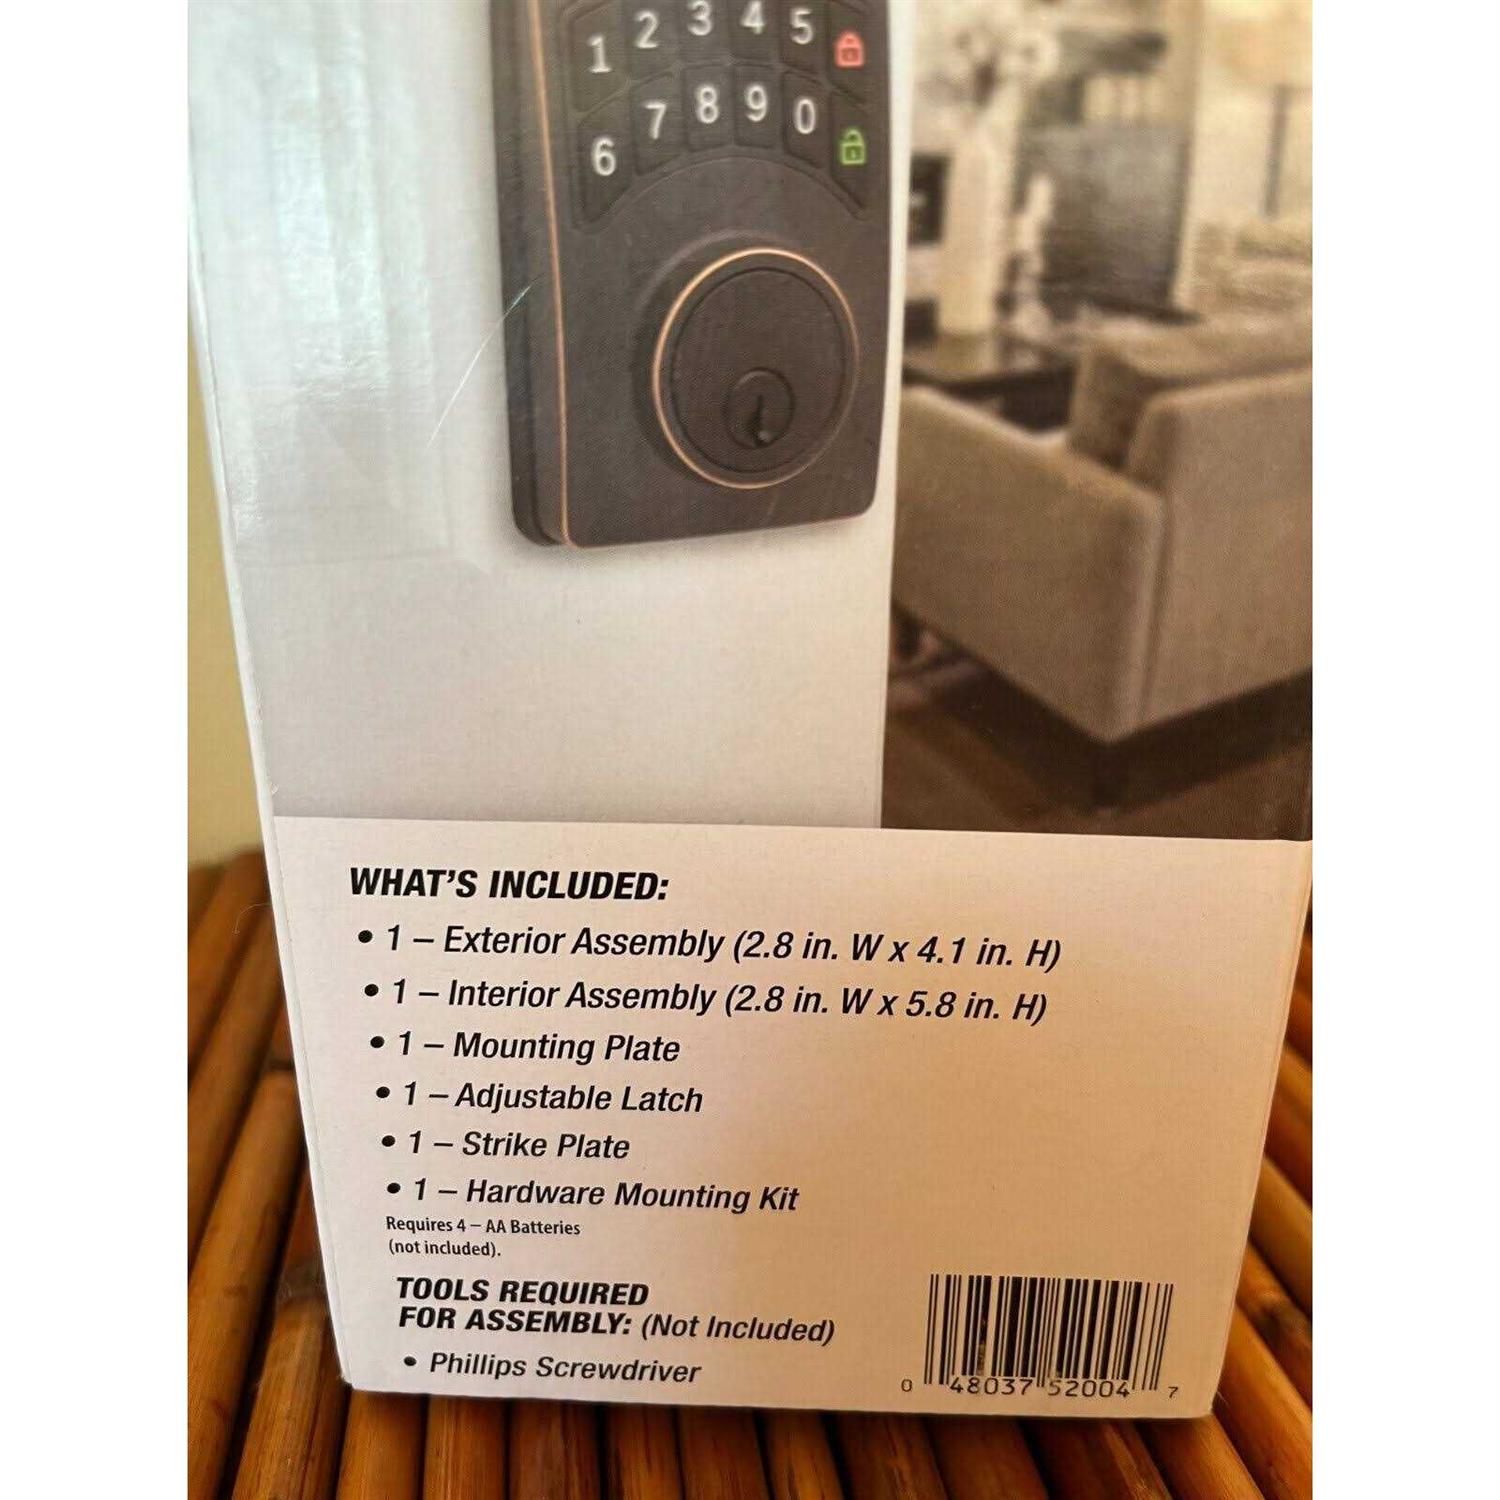 1 2 3 4 5
6 7 8 9 0
WHAT'S INCLUDED:
• 1 – Exterior Assembly (2.8 in. W x 4.1 in. H)
• 1 – Interior Assembly (2.8 in. W x 5.8 in. H)
• 1 – Mounting Plate
• 1 – Adjustable Latch
• 1 – Strike Plate
• 1 – Hardware Mounting Kit
Requires 4 – AA Batteries
(not included).
TOOLS REQUIRED
FOR ASSEMBLY: (Not Included)
• Phillips Screwdriver
0 48037 52004 7